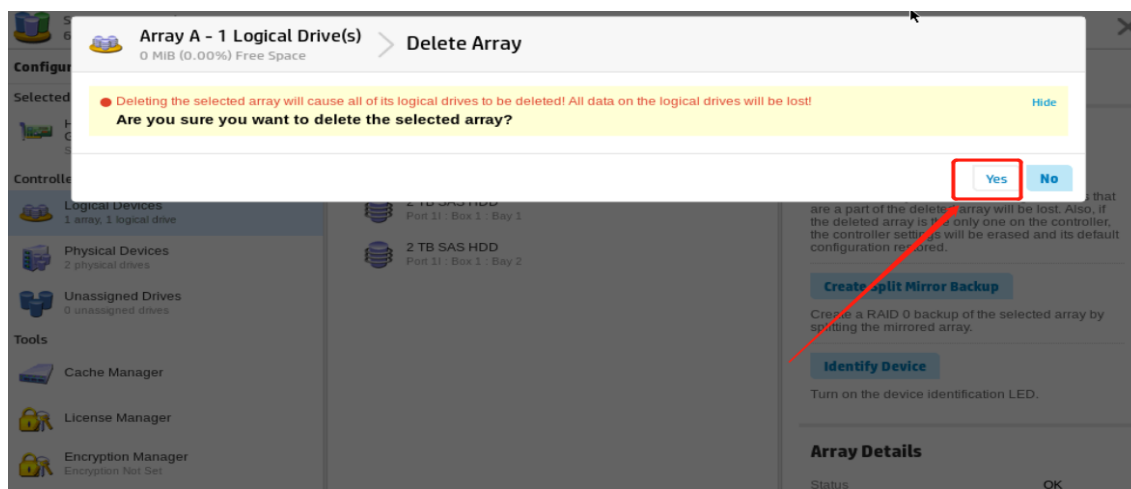 Array A - 1 Logical Drive(s)
0 MiB (0.00%) Free Space
Delete Array
Deleting the selected array will cause all of its logical drives to be deleted! All data on the logical drives will be lost!
Hide
Are you sure you want to delete the selected array?
Yes
No
Configur
Selected
Controlle
Logical Devices
1 array, 1 logical drive
Physical Devices
2 physical drives
Unassigned Drives
0 unassigned drives
Tools
Cache Manager
License Manager
Encryption Manager
Encryption Not Set
2 TB SAS HDD
Port 1I : Box 1 : Bay 1
2 TB SAS HDD
Port 1I : Box 1 : Bay 2
that
are a part of the deleted array will be lost. Also, if
the deleted array is the only one on the controller,
the controller settings will be erased and its default
configuration restored.
Create Split Mirror Backup
Create a RAID 0 backup of the selected array by
splitting the mirrored array.
Identify Device
Turn on the device identification LED.
Array Details
Status
OK